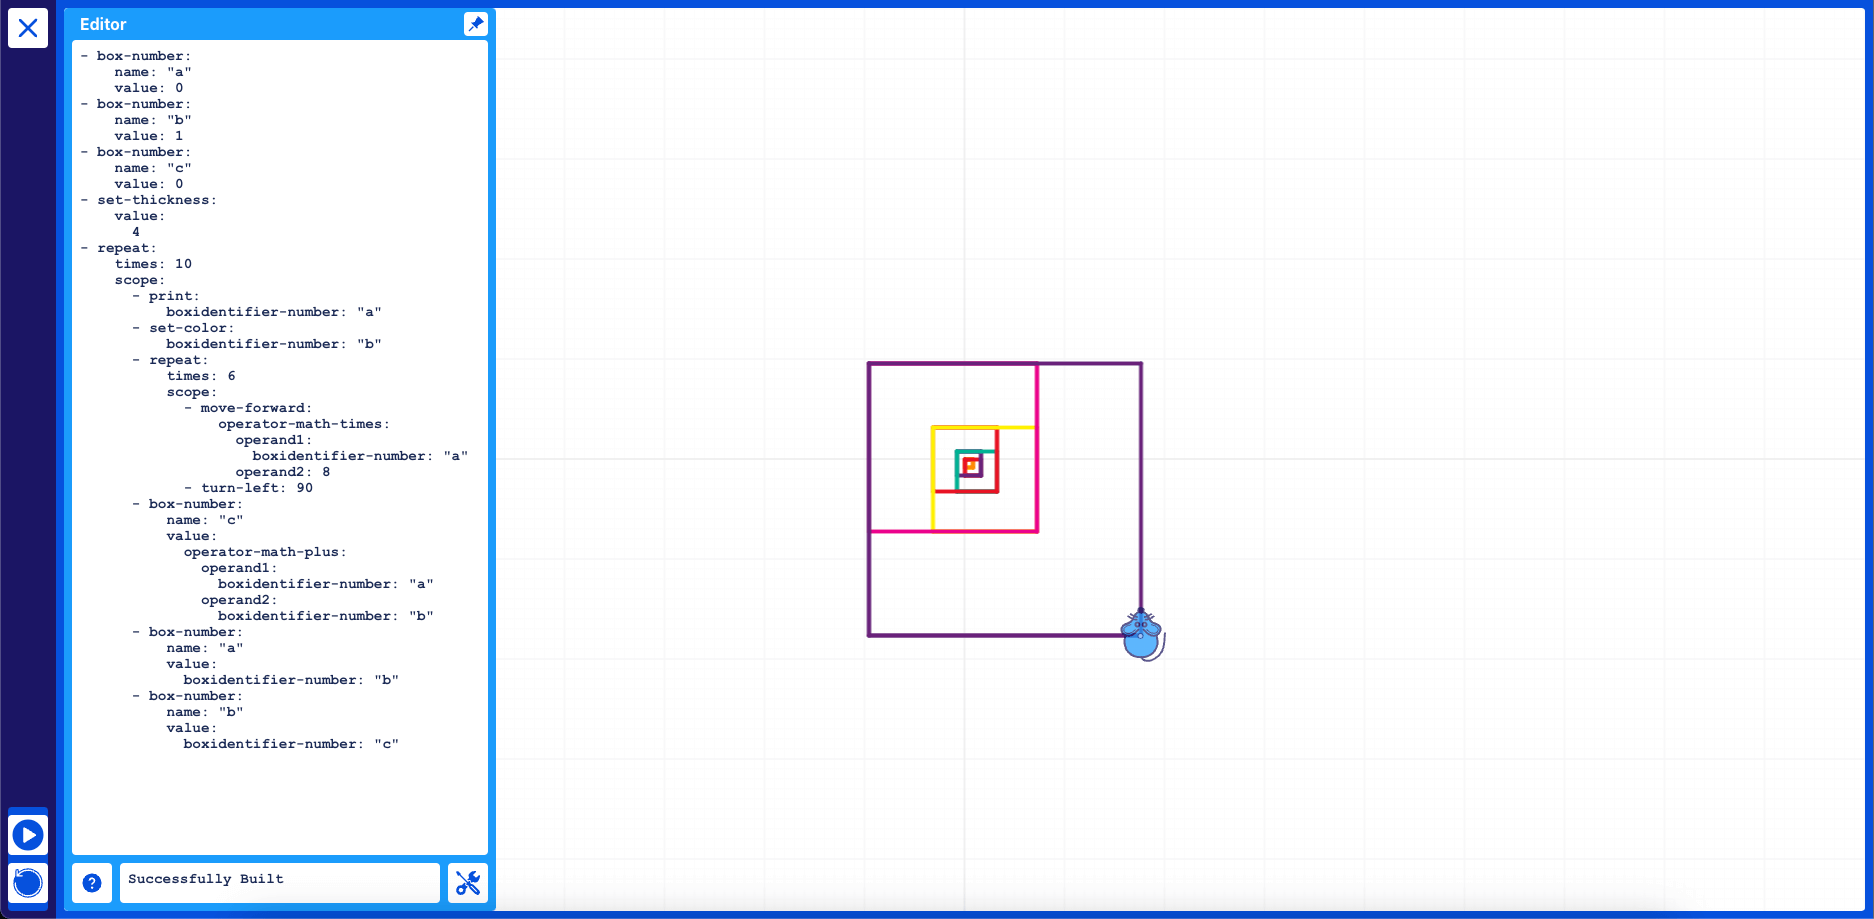 Editor
- box-number:
    name: "a"
    value: 0
- box-number:
    name: "b"
    value: 1
- box-number:
    name: "c"
    value: 0
- set-thickness:
    value:
      4
- repeat:
    times: 10
    scope:
      - print:
          boxidentifier-number: "a"
      - set-color:
          boxidentifier-number: "b"
      - repeat:
          times: 6
          scope:
            - move-forward:
                operator-math-times:
                  operand1:
                    boxidentifier-number: "a"
                  operand2: 8
            - turn-left: 90
      - box-number:
          name: "c"
          value:
            operator-math-plus:
              operand1:
                boxidentifier-number: "a"
              operand2:
                boxidentifier-number: "b"
      - box-number:
          name: "a"
          value:
            boxidentifier-number: "b"
      - box-number:
          name: "b"
          value:
            boxidentifier-number: "c"
?
Successfully Built